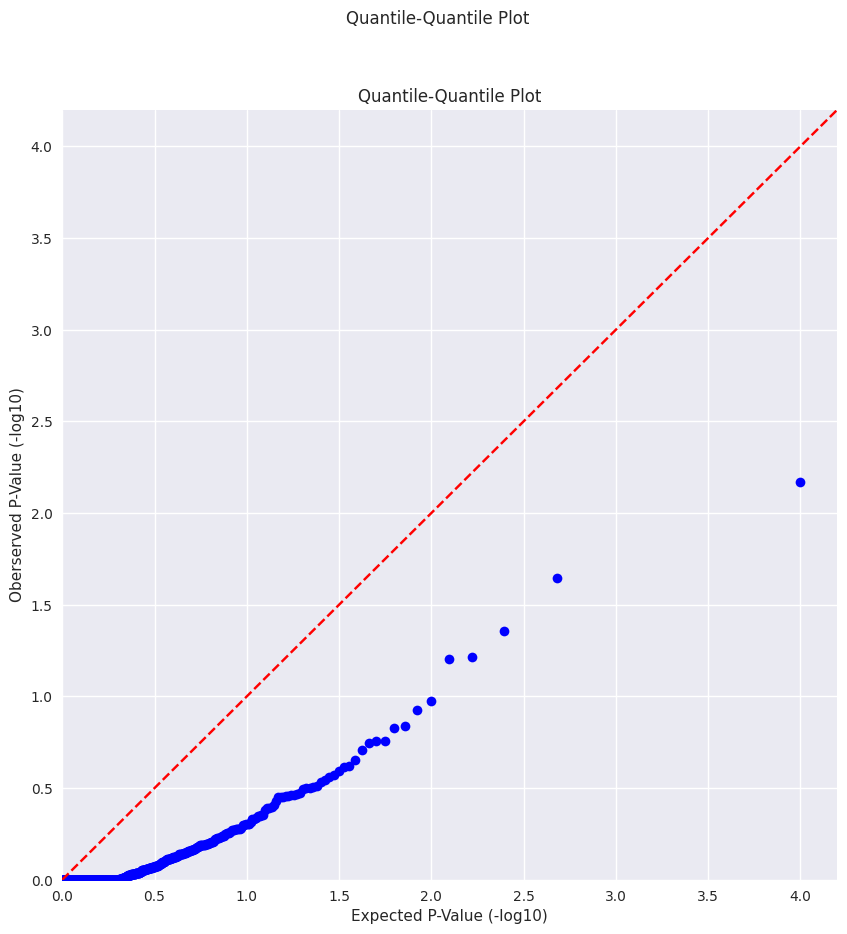 Quantile-Quantile Plot
Quantile-Quantile Plot
4.0
3.5
3.0
2.5
2.0
1.5
1.0
0.5
0.0
Oberserved P-Value (-log10)
0.0 0.5 1.0 1.5 2.0 2.5 3.0 3.5 4.0
Expected P-Value (-log10)